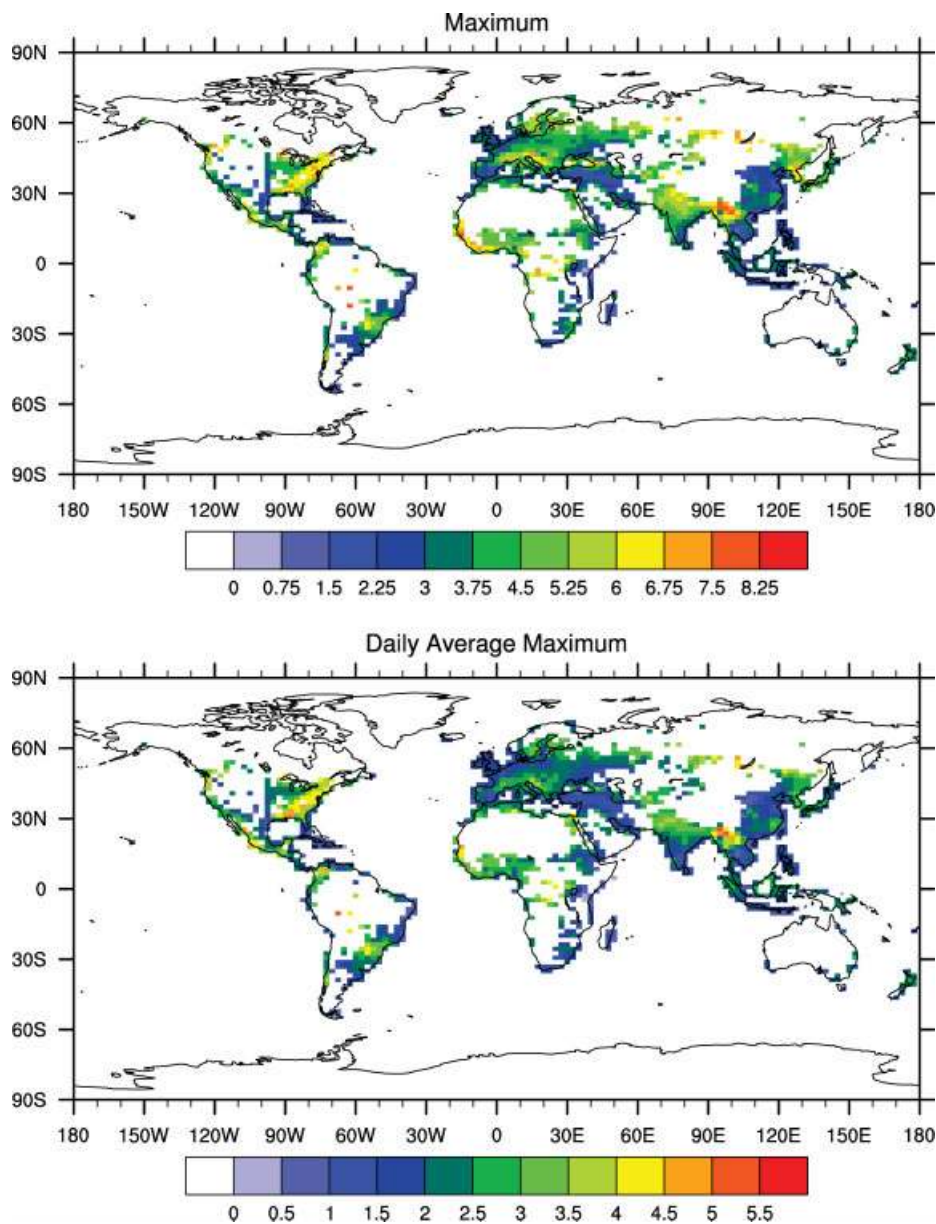 Maximum
90N
60N
30N
0
30S
60S
90S
180 150W 120W 90W 60W 30W 0 30E 60E 90E 120E 150E 180
0 0.75 1.5 2.25 3 3.75 4.5 5.25 6 6.75 7.5 8.25
Daily Average Maximum
90N
60N
30N
0
30S
60S
90S
180 150W 120W 90W 60W 30W 0 30E 60E 90E 120E 150E 180
0 0.5 1 1.5 2 2.5 3 3.5 4 4.5 5 5.5